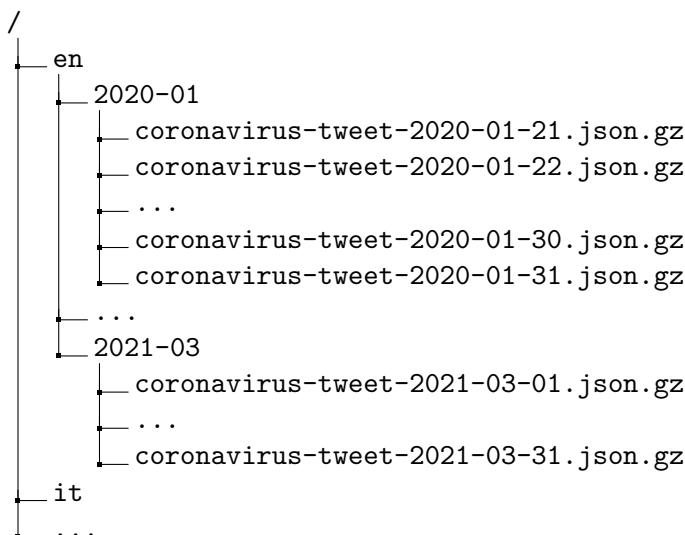 /
en
2020-01
coronavirus-tweet-2020-01-21.json.gz
coronavirus-tweet-2020-01-22.json.gz
...
coronavirus-tweet-2020-01-30.json.gz
coronavirus-tweet-2020-01-31.json.gz
...
2021-03
coronavirus-tweet-2021-03-01.json.gz
...
coronavirus-tweet-2021-03-31.json.gz
it
...